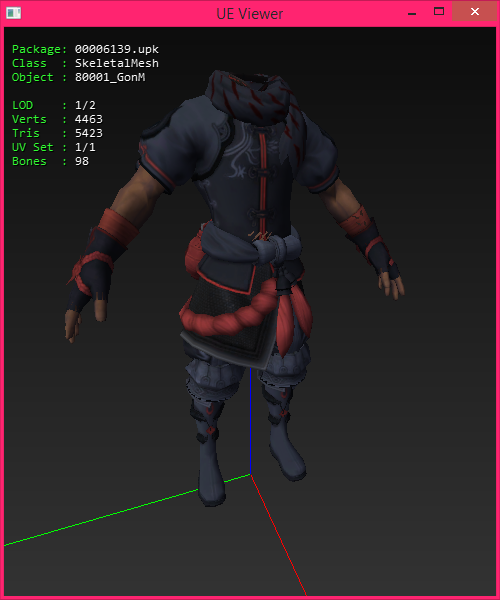 UE Viewer
Package: 00006139.upk
Class : SkeletalMesh
Object : 80001_GonM
LOD : 1/2
Verts : 4463
Tris : 5423
UV Set : 1/1
Bones : 98